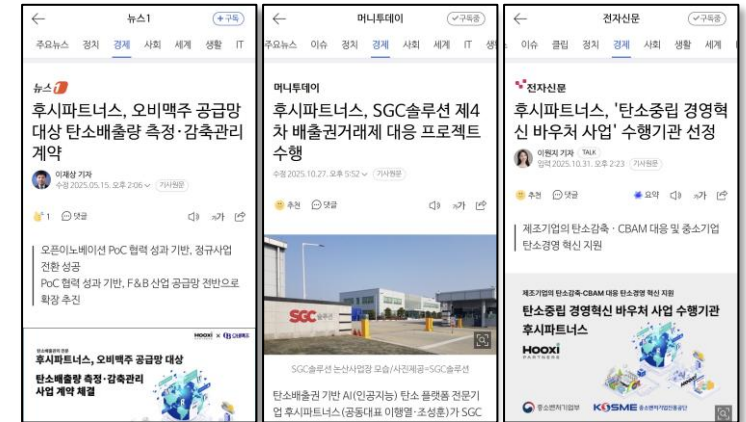 뉴스1
구독
주요뉴스 정치 경제 사회 세계 생활 IT
뉴스1
후시파트너스, 오비맥주 공급망
대상 탄소배출량 측정·감축관리
계약
이재상 기자
수정 2025.05.15. 오후 2:06
기사원문
1 댓글
가
오픈이노베이션 PoC 협력 성과 기반, 정규사업
전환 성공
PoC 협력 성과 기반, F&B 산업 공급망 전반으로
확장 추진
HOOXI PARTNERS × OB 오비맥주
후시파트너스, 오비맥주 공급망 대상
탄소배출량 측정·감축관리
사업 계약 체결
머니투데이
구독중
주요뉴스 이슈 정치 경제 사회 세계 IT 생
머니투데이
후시파트너스, SGC솔루션 제4
차 배출권거래제 대응 프로젝트
수행
수정 2025.10.27. 오후 5:52
기사원문
추천 댓글
가
SGC 솔루션
SGC솔루션 논산사업장 모습/사진제공=SGC솔루션
탄소배출권 기반 AI(인공지능) 탄소 플랫폼 전문기
업 후시파트너스(공동대표 이행열·조성훈)가 SGC
전자신문
구독중
이슈 클립 정치 경제 사회 생활 세계
전자신문
후시파트너스, '탄소중립 경영혁
신 바우처 사업' 수행기관 선정
이원지 기자 TALK
입력 2025.10.31. 오후 2:23
기사원문
추천 댓글
요약 가
제조기업의 탄소감축·CBAM 대응 및 중소기업
탄소경영 혁신 지원
제조기업의 탄소감축·CBAM 대응 탄소경영 혁신 지원
탄소중립 경영혁신 바우처 사업 수행기관
후시파트너스
HOOXI
PARTNERS
중소벤처기업부
KOSME 중소벤처기업진흥공단